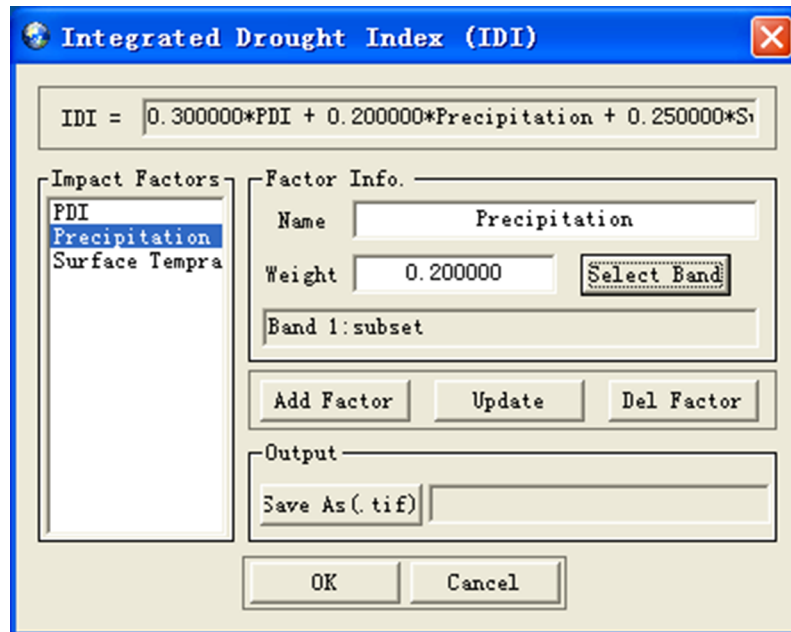 Integrated Drought Index (IDI)
IDI = 0.300000*PDI + 0.200000*Precipitation + 0.250000*S
Impact Factors
PDI
Precipitation
Surface Tempra
Factor Info.
Name Precipitation
Weight 0.200000 Select Band
Band 1:subset
Add Factor Update Del Factor
Output
Save As(.tif)
OK Cancel